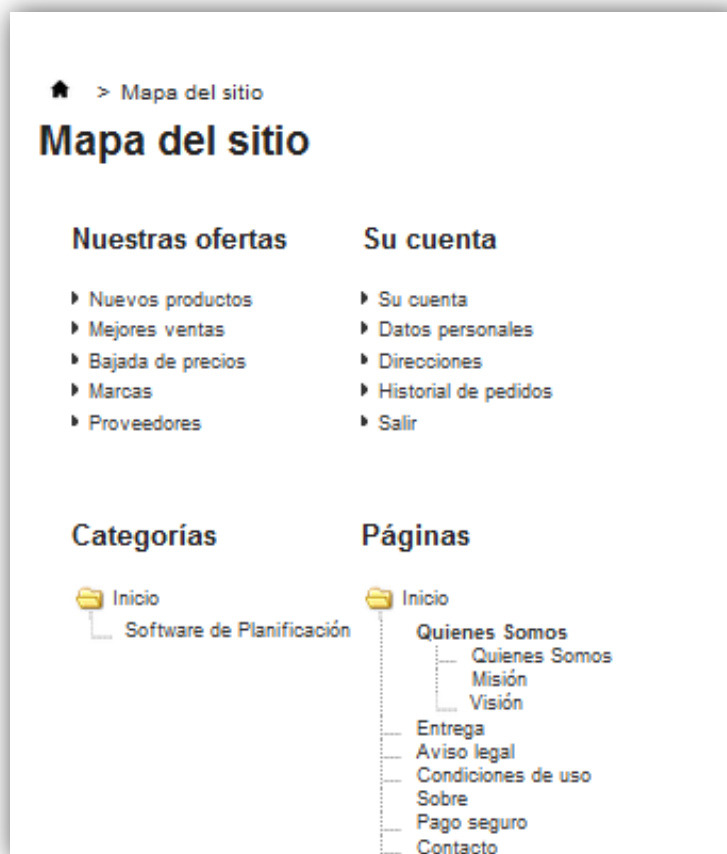 > Mapa del sitio
Mapa del sitio
Nuestras ofertas
Nuevos productos
Mejores ventas
Bajada de precios
Marcas
Proveedores
Su cuenta
Su cuenta
Datos personales
Direcciones
Historial de pedidos
Salir
Categorías
Inicio
Software de Planificación
Páginas
Inicio
Quienes Somos
Quienes Somos
Misión
Visión
Entrega
Aviso legal
Condiciones de uso
Sobre
Pago seguro
Contacto